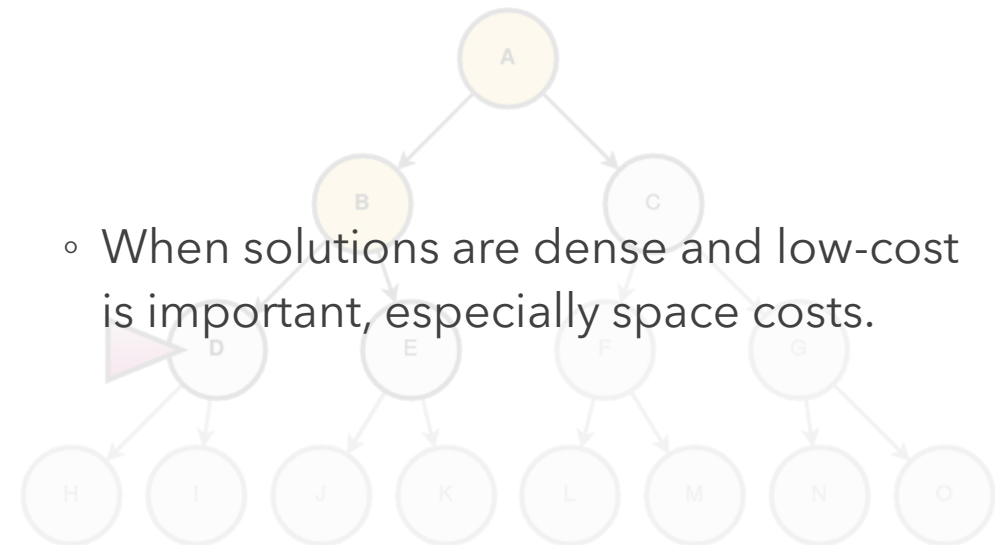 A
B
C
◦ When solutions are dense and low-cost
is important, especially space costs.
D
E
F
G
H
I
J
K
L
M
N
O